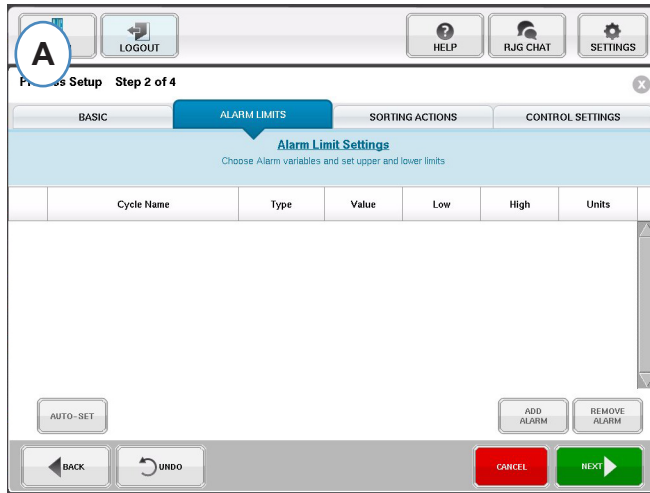 A
LOGOUT
HELP
RJG CHAT
SETTINGS
Setup Step 2 of 4
BASIC
ALARM LIMITS
SORTING ACTIONS
CONTROL SETTINGS
Alarm Limit Settings
Choose Alarm variables and set upper and lower limits
Cycle Name
Type
Value
Low
High
Units
AUTO-SET
ADD
ALARM
REMOVE
ALARM
BACK
UNDO
CANCEL
NEXT